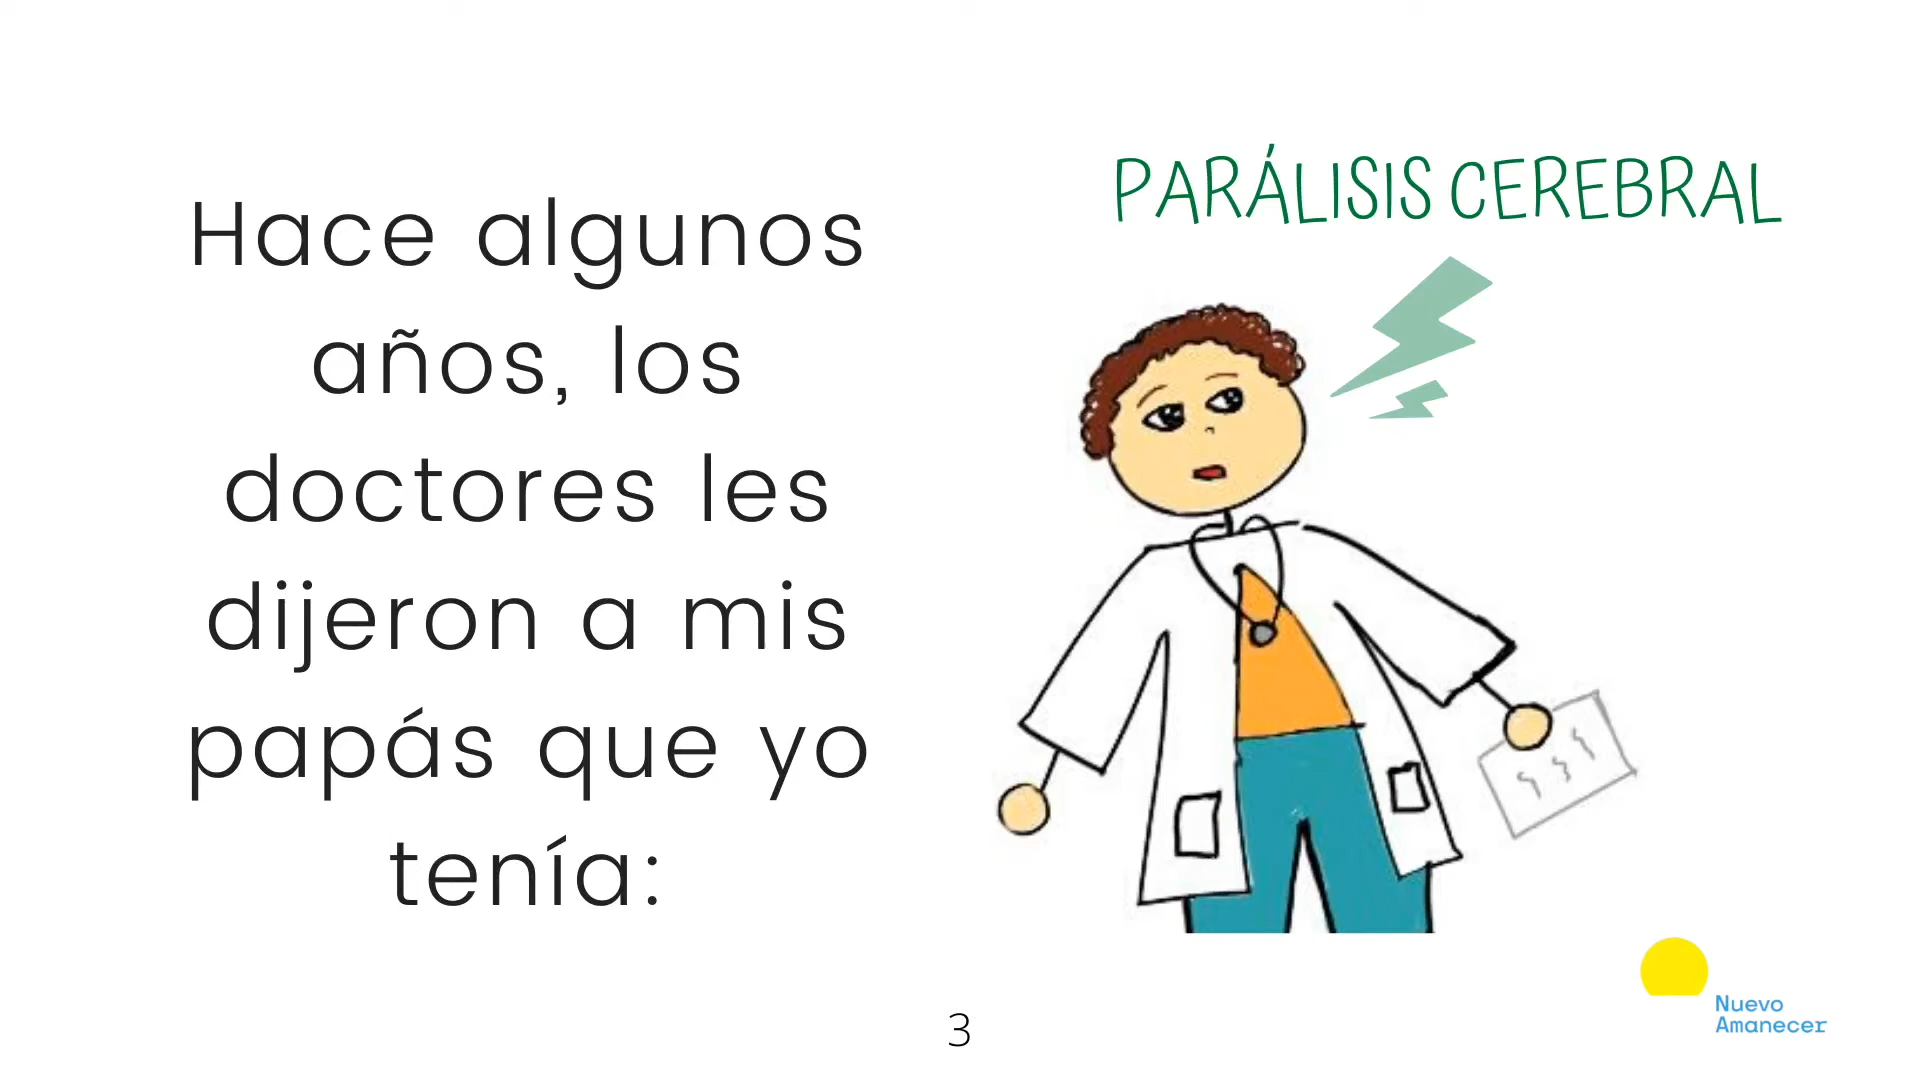 Hace algunos
años, los
doctores les
dijeron a mis
papás que yo
tenía:
PARÁLISIS CEREBRAL
3
Nuevo
Amanecer